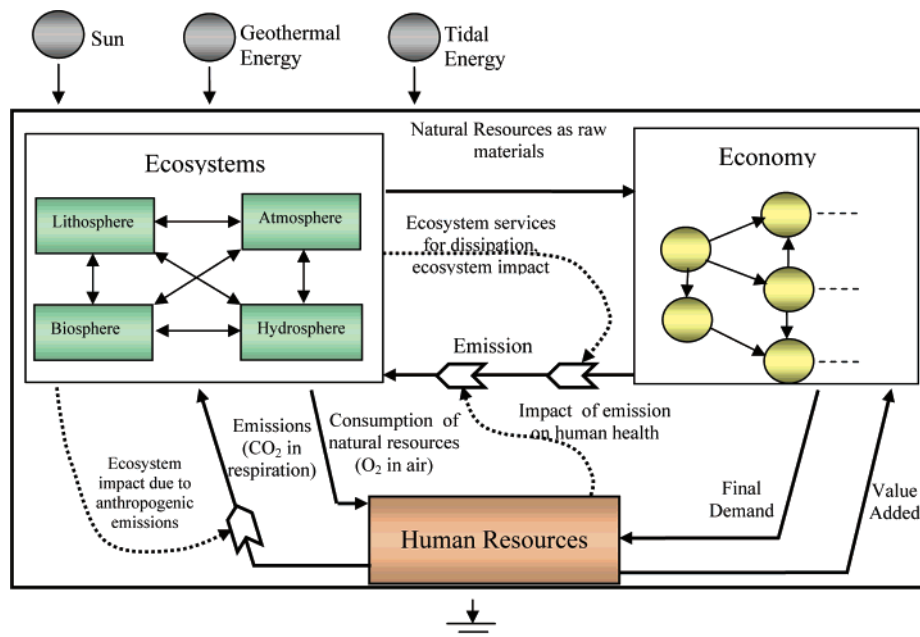 Sun
Geothermal
Energy
Tidal
Energy
Ecosystems
Lithosphere
Atmosphere
Biosphere
Hydrosphere
Natural Resources as raw
materials
Economy
Ecosystem services
for dissipation,
ecosystem impact
Emission
Emissions
(CO₂ in
respiration)
Consumption of
natural resources
(O₂ in air)
Impact of emission
on human health
Ecosystem
impact due to
anthropogenic
emissions
Final
Demand
Value
Added
Human Resources